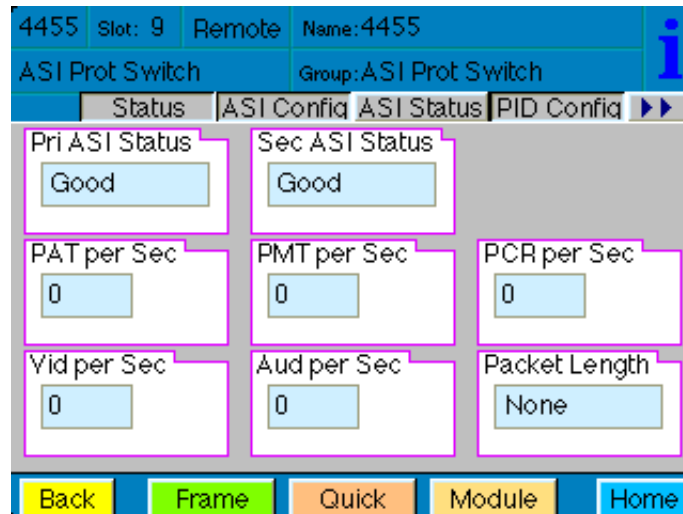 4455 Slot: 9 Remote Name:4455
ASI Prot Switch Group:ASI Prot Switch
i
Status ASI Config ASI Status PID Config
Pri ASI Status Sec ASI Status
Good Good
PAT per Sec PMT per Sec PCR per Sec
0 0 0
Vid per Sec Aud per Sec Packet Length
0 0 None
Back Frame Quick Module Home